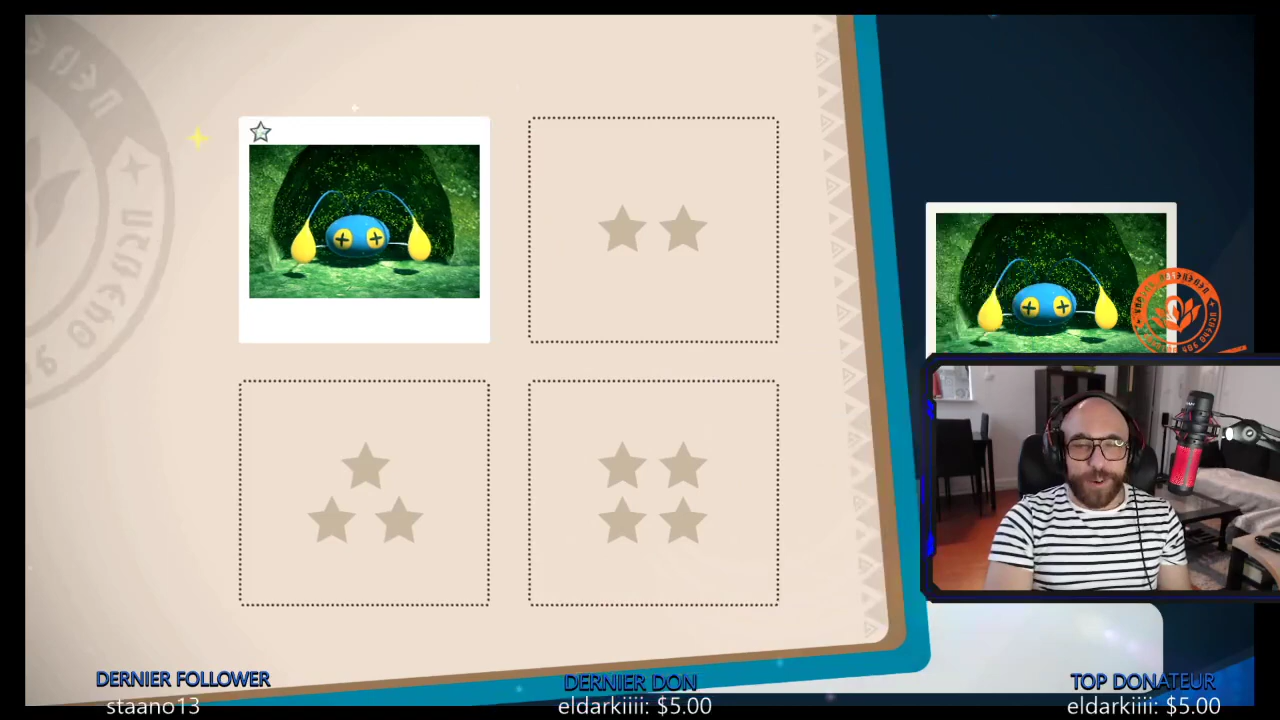 DERNIER FOLLOWER
staano13
DERNIER DON
eldarkiiii: $5.00
TOP DONATEUR
eldarkiiii: $5.00